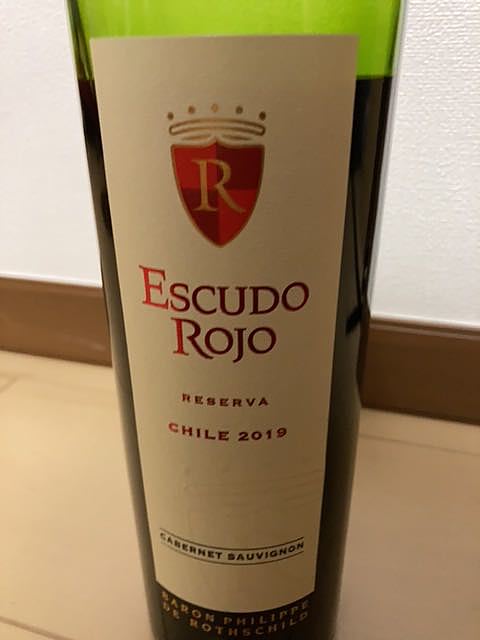 R
ESCUDO
ROJO
RESERVA
CHILE 2019
CABERNET SAUVIGNON
BARON PHILIPPE
DE ROTHSCHILD